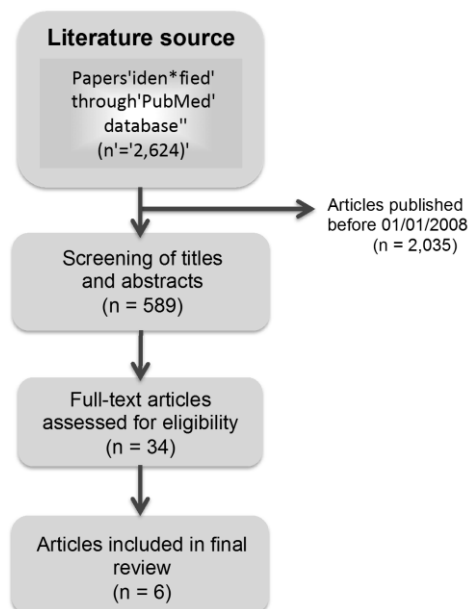 Literature source
Papers'iden*fied'
through'PubMed'
database''
(n'='2,624)'
Articles published
before 01/01/2008
(n = 2,035)
Screening of titles
and abstracts
(n = 589)
Full-text articles
assessed for eligibility
(n = 34)
Articles included in final
review
(n = 6)